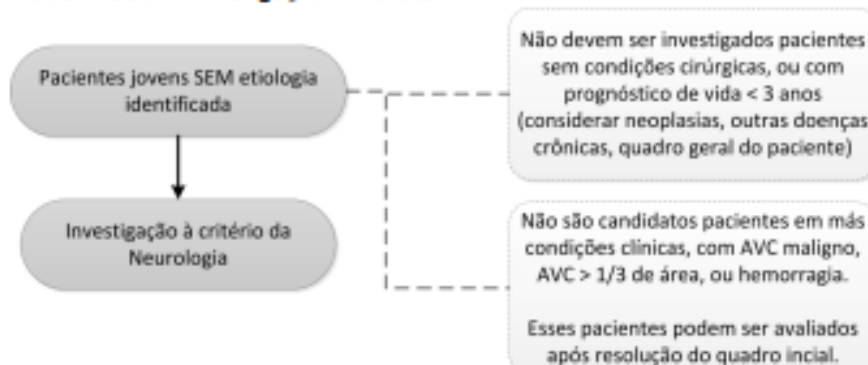 Pacientes jovens SEM etiologia
identificada
Investigação à critério da
Neurologia
Não devem ser investigados pacientes
sem condições cirúrgicas, ou com
prognóstico de vida < 3 anos
(considerar neoplasias, outras doenças
crônicas, quadro geral do paciente)
Não são candidatos pacientes em más
condições clínicas, com AVC maligno,
AVC > 1/3 de área, ou hemorragia.
Esses pacientes podem ser avaliados
após resolução do quadro incial.